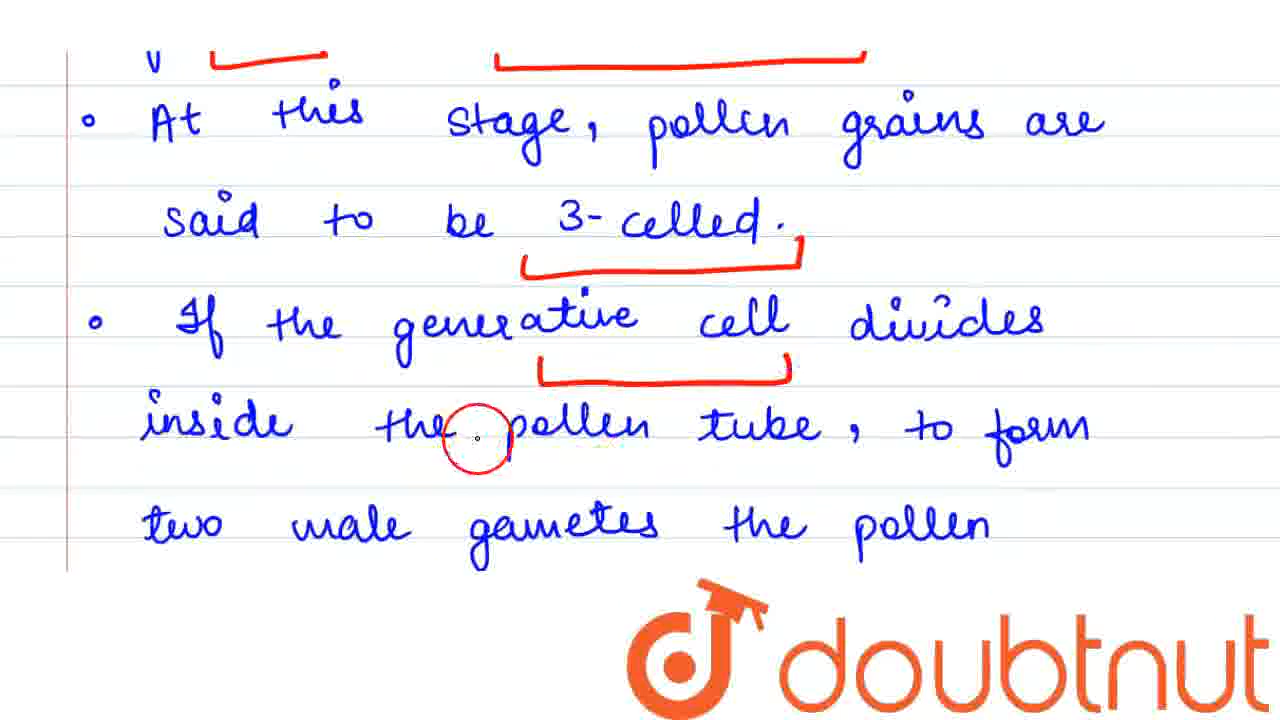 • At this stage, pollen grains are
said to be 3-celled.
• If the generative cell divides
inside the pollen tube, to form
two male gametes the pollen
doubtnut